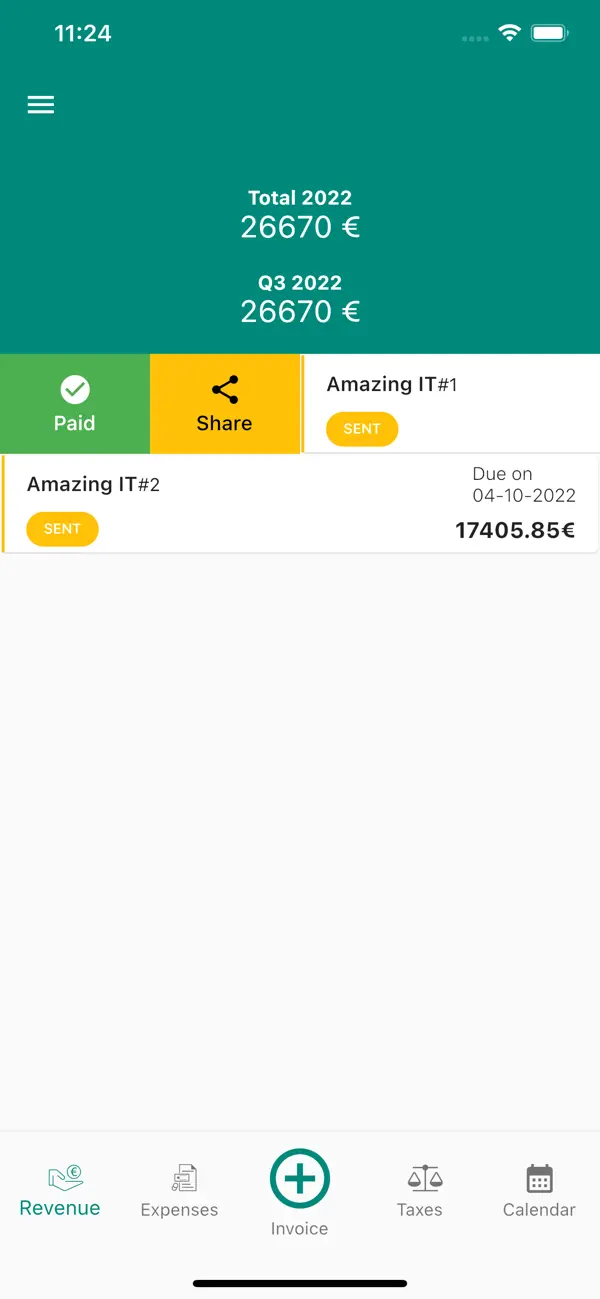 11:24
Total 2022
26670 €
Q3 2022
26670 €
Paid
Share
Amazing IT#1
SENT
Amazing IT#2
SENT
Due on
04-10-2022
17405.85€
Revenue
Expenses
Invoice
Taxes
Calendar